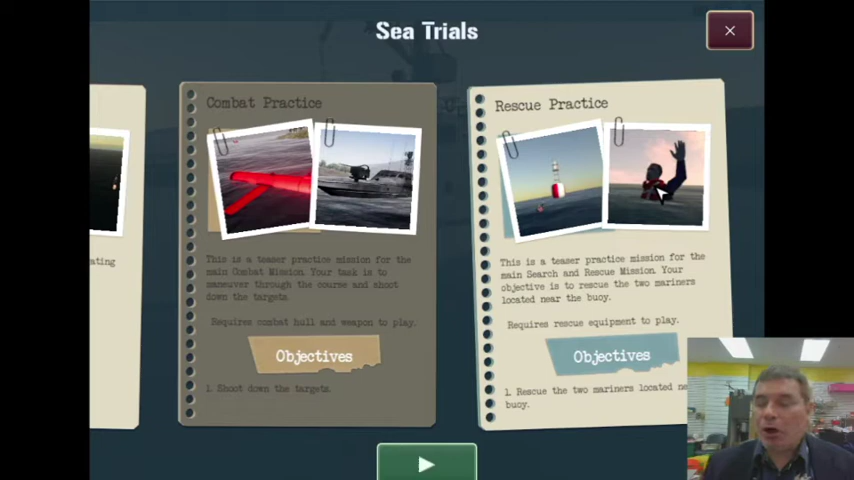 Sea Trials
ating
Combat Practice
This is a teaser practice mission for the
main Combat Mission. Your task is to
maneuver through the course and shoot
down the targets.
Requires combat hull and weapon to play.
Objectives
1. Shoot down the targets.
Rescue Practice
This is a teaser practice mission for the
main Search and Rescue Mission. Your
objective is to rescue the two mariners
located near the buoy.
Requires rescue equipment to play.
Objectives
1. Rescue the two mariners located ne
buoy.